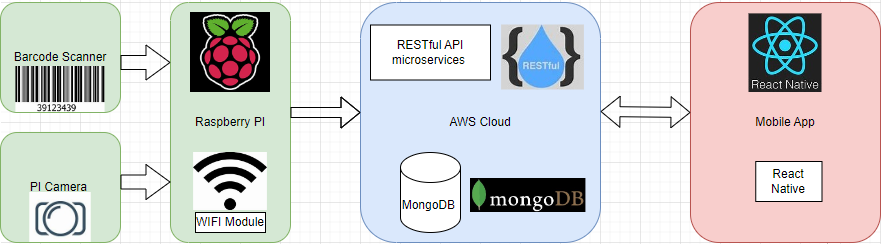 Barcode Scanner
39123439
PI Camera
Raspberry PI
WIFI Module
RESTful API
microservices
{RESTful}
AWS Cloud
MongoDB
mongoDB
React Native
Mobile App
React
Native